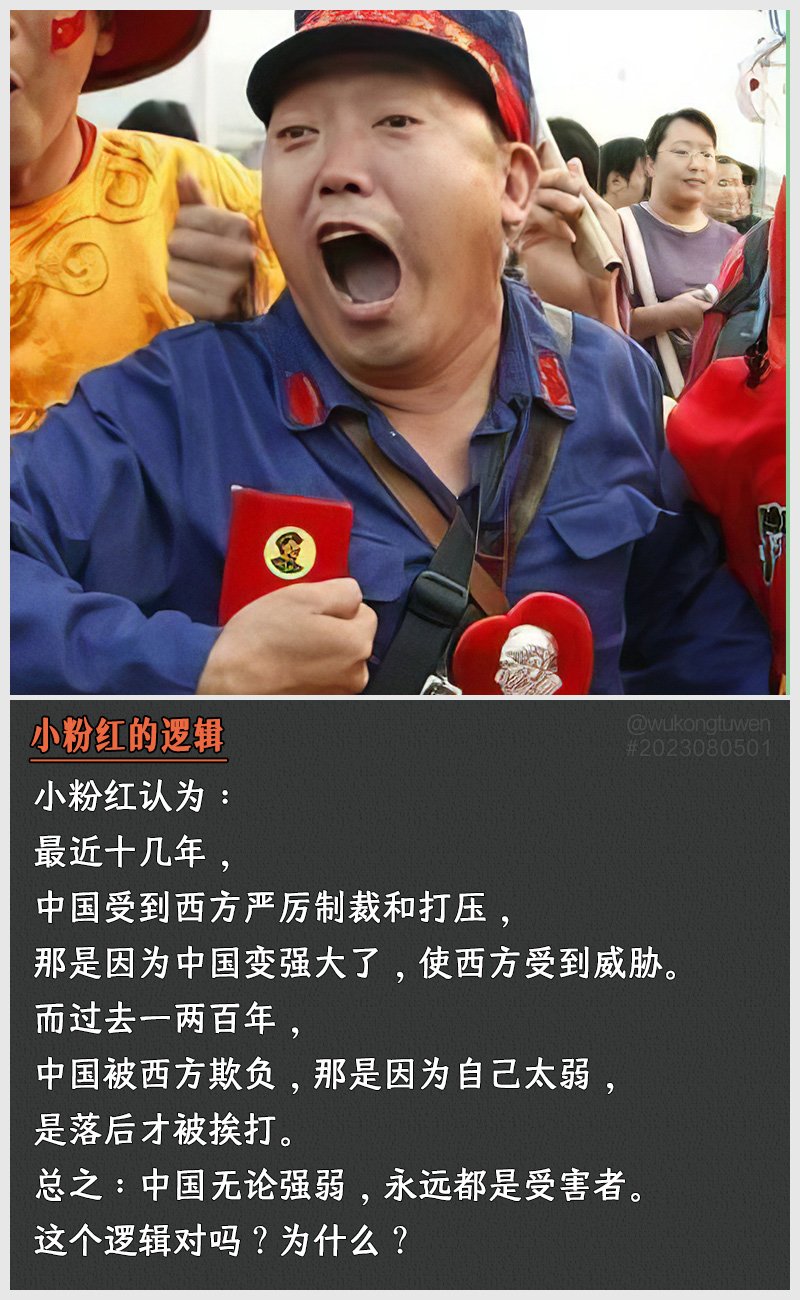 小粉红的逻辑
@wukongtuwen
#2023080501
小粉红认为：
最近十几年，
中国受到西方严厉制裁和打压，
那是因为中国变强大了，使西方受到威胁。
而过去一两百年，
中国被西方欺负，那是因为自己太弱，
是落后才被挨打。
总之：中国无论强弱，永远都是受害者。
这个逻辑对吗？为什么？